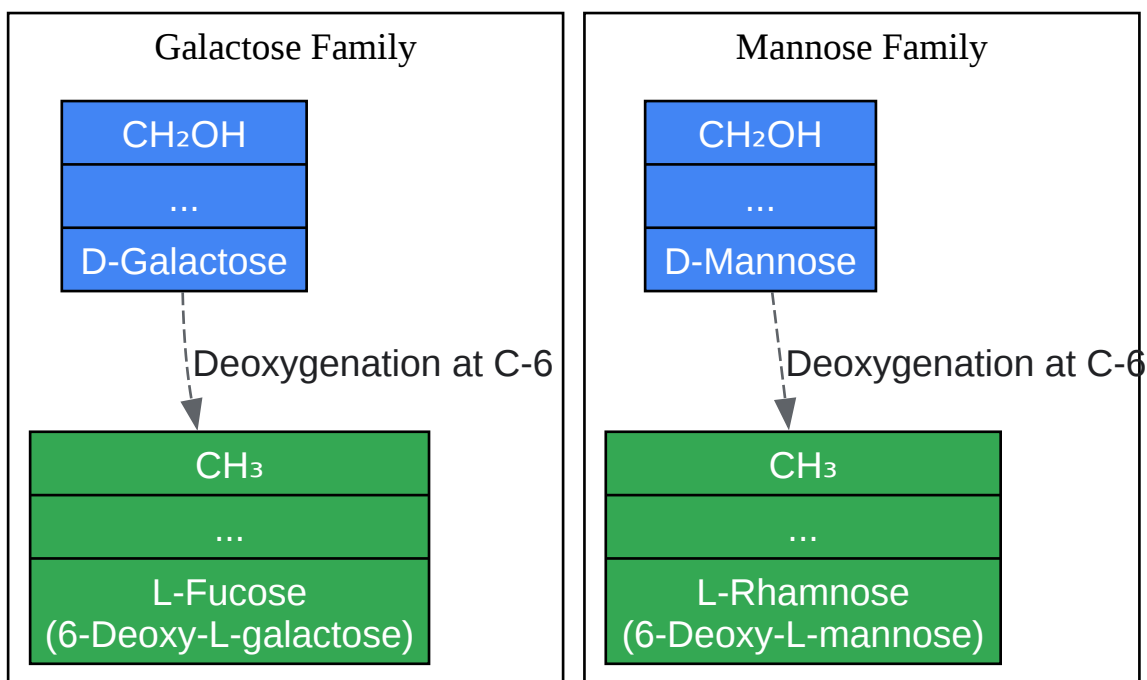 Galactose Family
CH₂OH
...
D-Galactose
Deoxygenation at C-6
CH₃
...
L-Fucose
(6-Deoxy-L-galactose)
Mannose Family
CH₂OH
...
D-Mannose
Deoxygenation at C-6
CH₃
...
L-Rhamnose
(6-Deoxy-L-mannose)